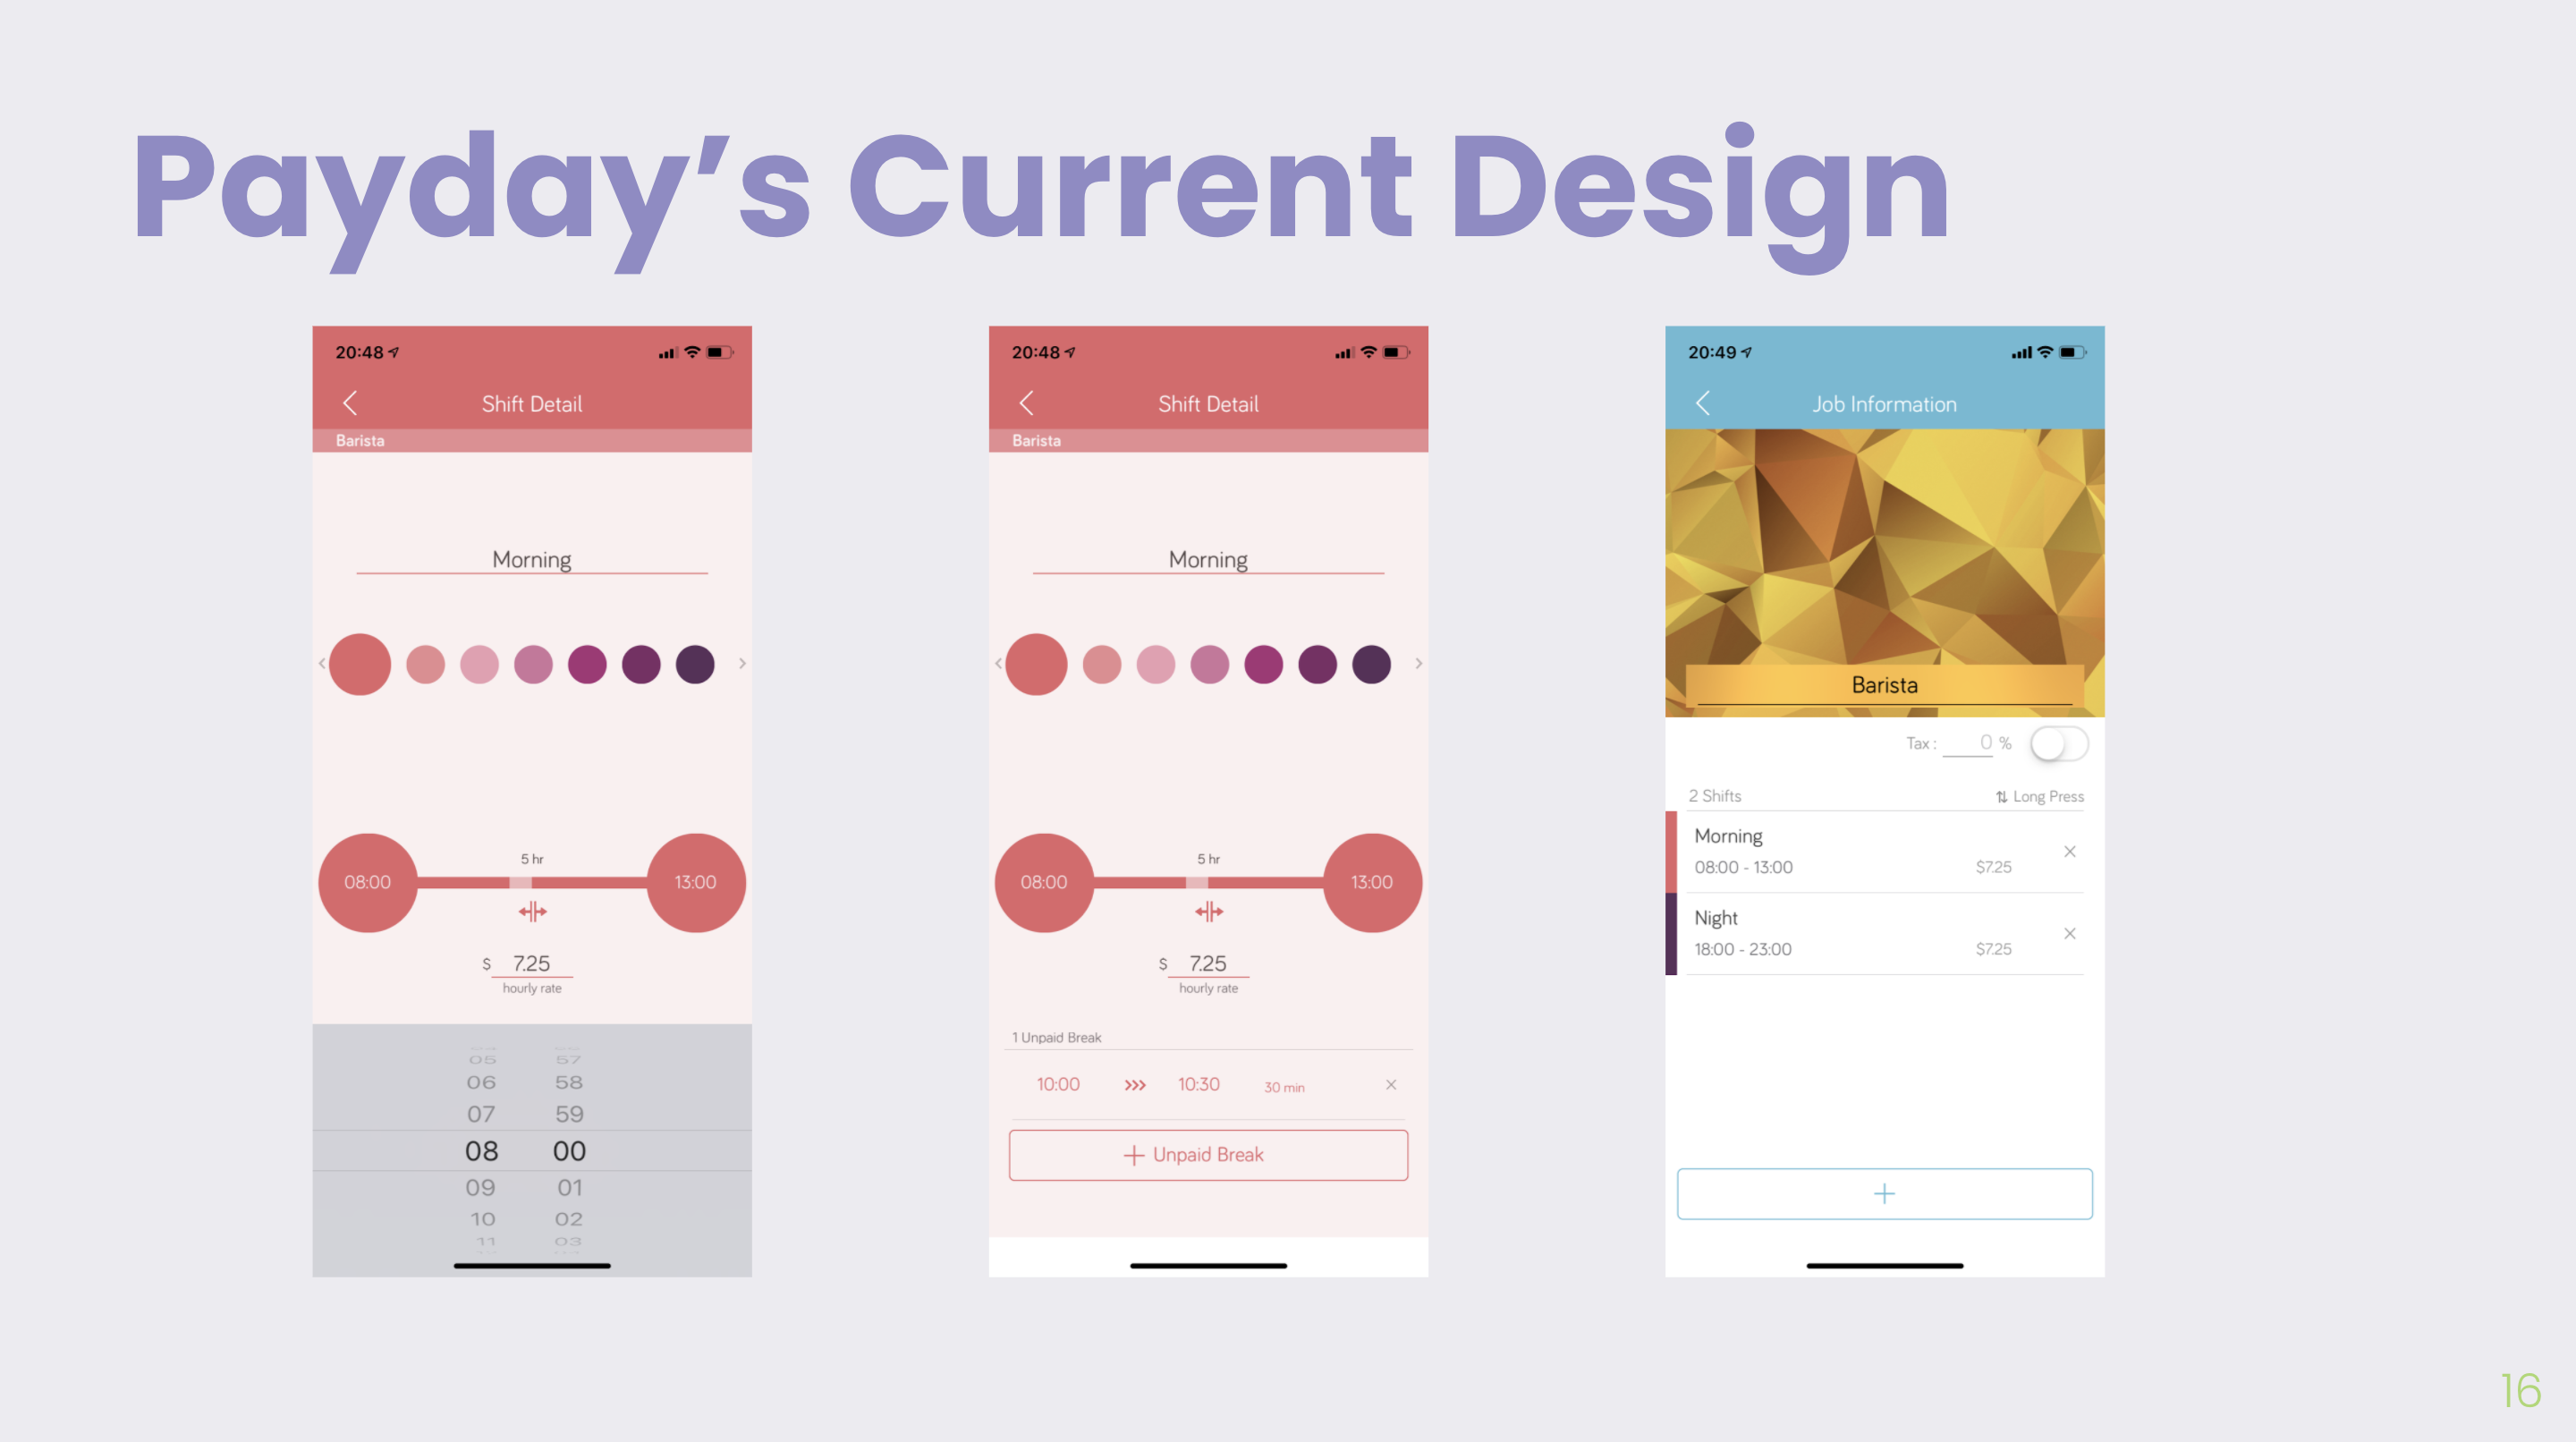 Payday’s Current Design
20:48
Shift Detail
Barista
Morning
5 hr
08:00
13:00
$ 7.25
hourly rate
05 57
06 58
07 59
08 00
09 01
10 02
11 03
20:48
Shift Detail
Barista
Morning
5 hr
08:00
13:00
$ 7.25
hourly rate
1 Unpaid Break
10:00 >>> 10:30 30 min ×
+ Unpaid Break
20:49
Job Information
Barista
Tax : 0 %
2 Shifts
Long Press
Morning
08:00 - 13:00 $7.25
Night
18:00 - 23:00 $7.25
16